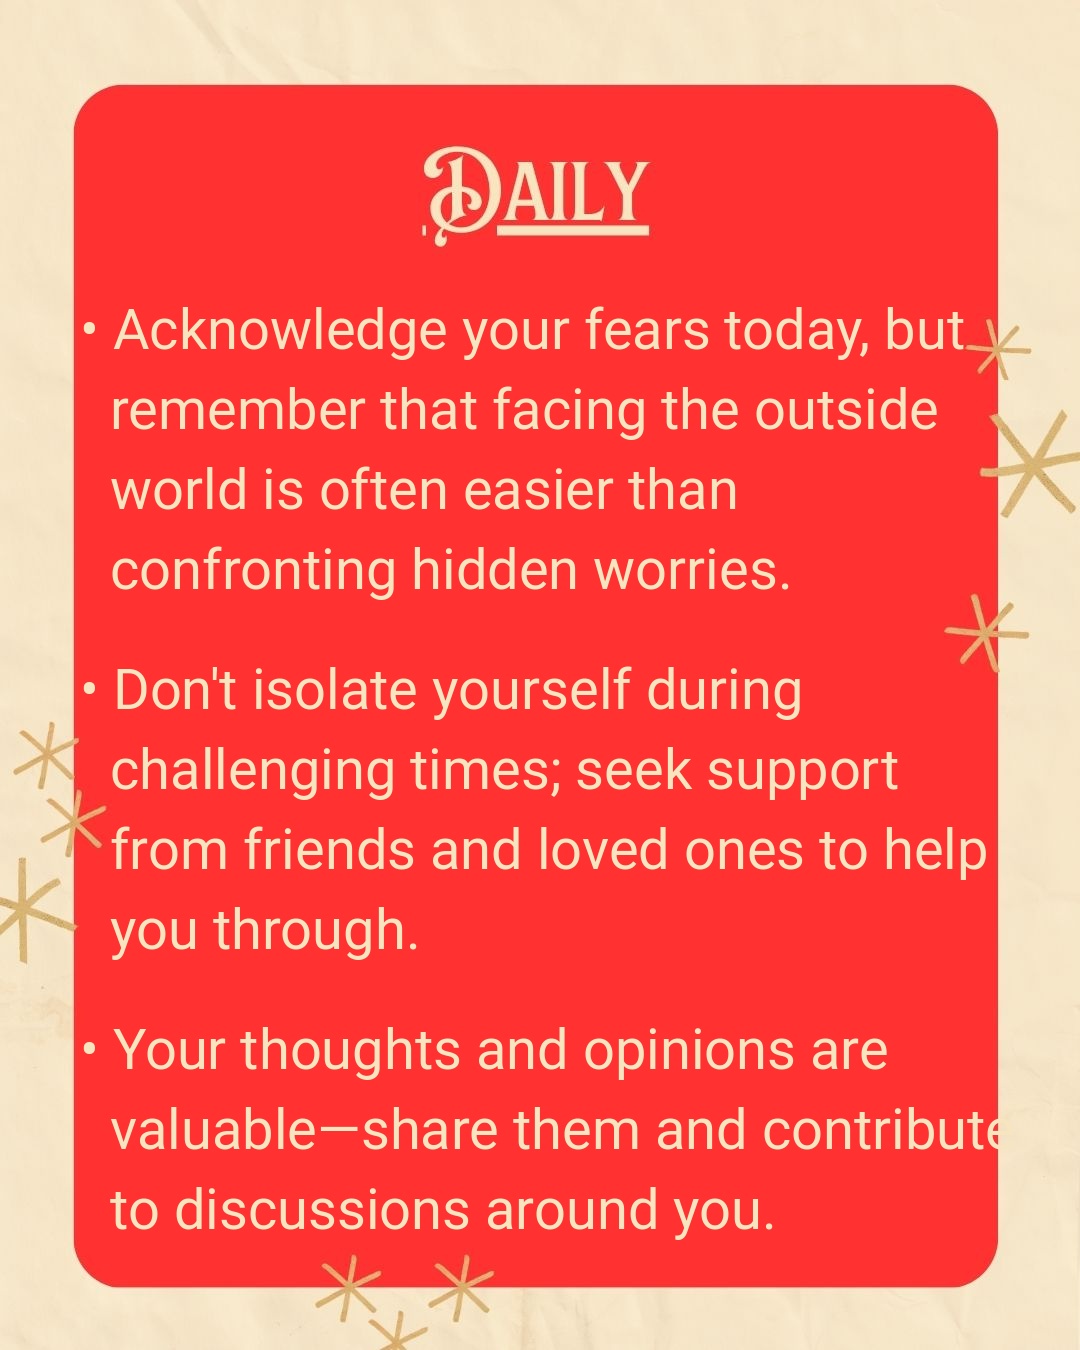 Daily
• Acknowledge your fears today, but
remember that facing the outside
world is often easier than
confronting hidden worries.
• Don't isolate yourself during
challenging times; seek support
from friends and loved ones to help
you through.
• Your thoughts and opinions are
valuable—share them and contribute
to discussions around you.